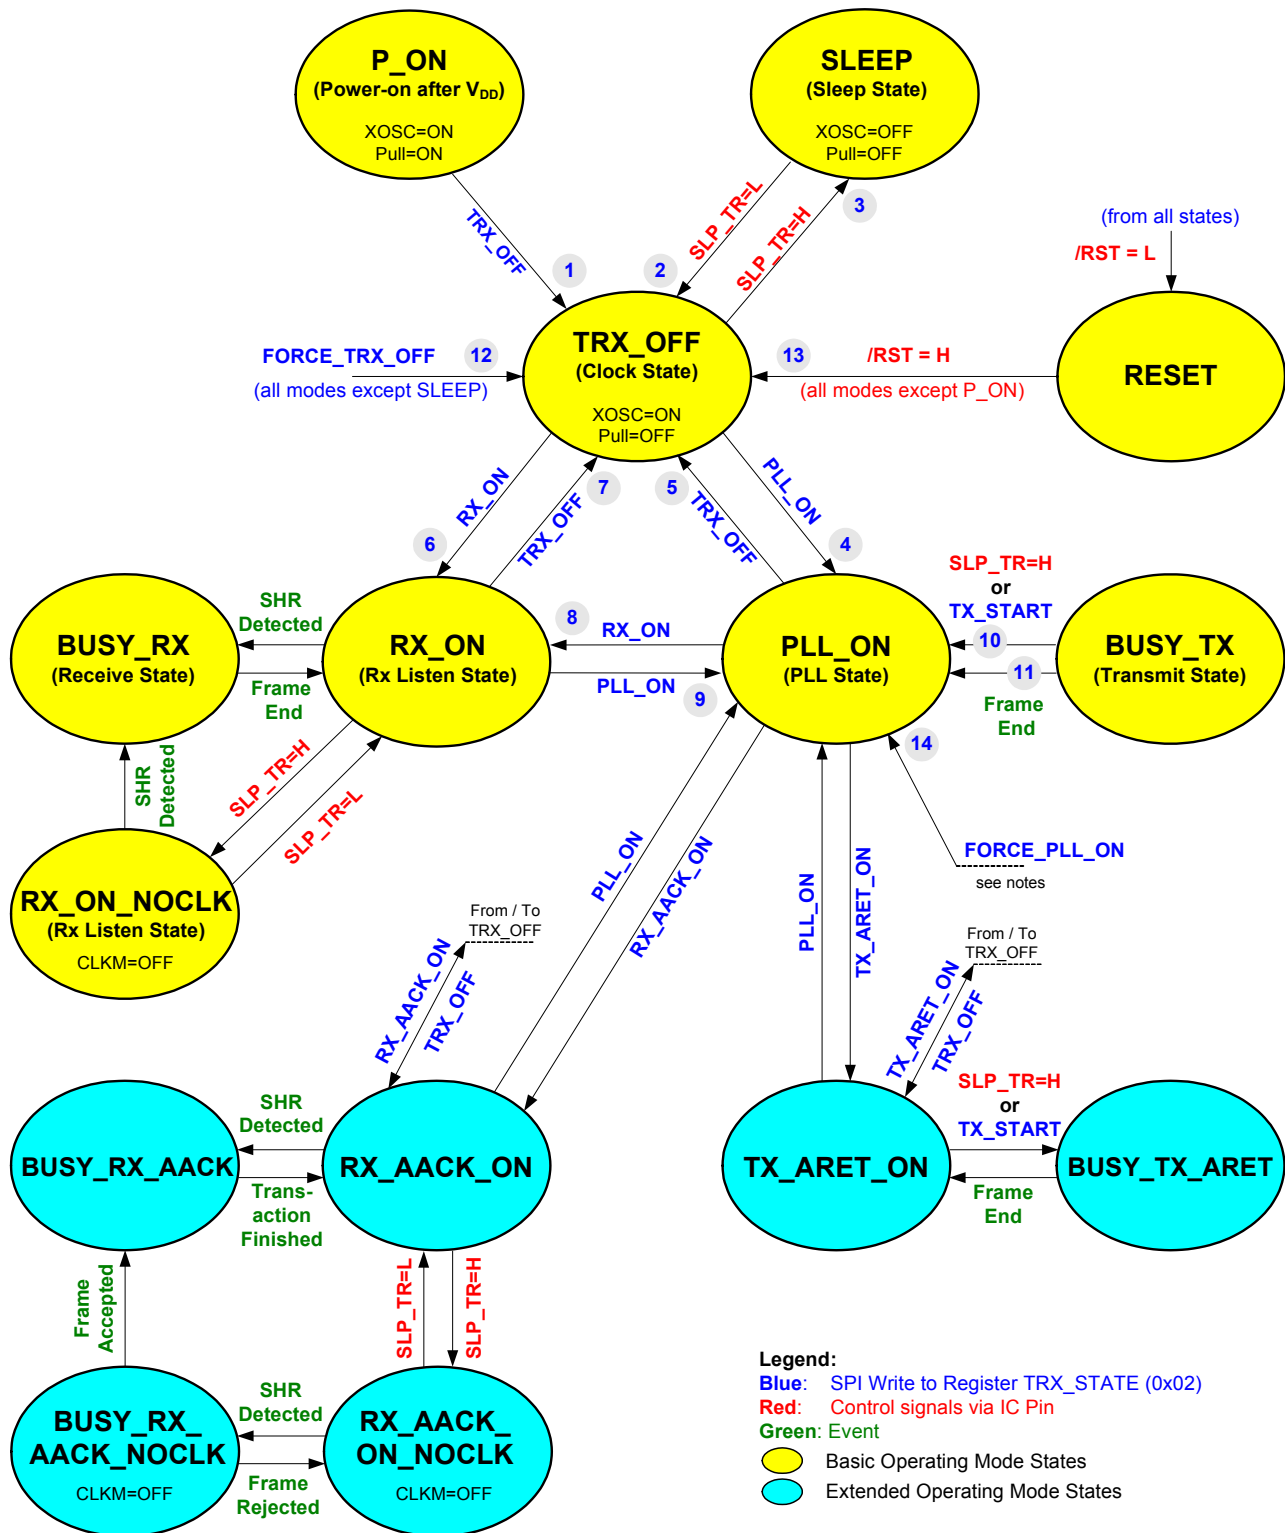 P_ON
(Power-on after VDD)
XOSC=ON
Pull=ON
SLEEP
(Sleep State)
XOSC=OFF
Pull=OFF
TRX_OFF
1
2
SLP_TR=L
SLP_TR=H
3
(from all states)
/RST = L
TRX_OFF
(Clock State)
XOSC=ON
Pull=OFF
FORCE_TRX_OFF
12
(all modes except SLEEP)
13
/RST = H
(all modes except P_ON)
RESET
RX_ON
6
7
TRX_OFF
5
TRX_OFF
PLL_ON
4
BUSY_RX
(Receive State)
SHR
Detected
Frame
End
RX_ON
(Rx Listen State)
8
RX_ON
PLL_ON
9
PLL_ON
(PLL State)
SLP_TR=H
or
TX_START
10
11
Frame
End
BUSY_TX
(Transmit State)
14
FORCE_PLL_ON
see notes
SHR
Detected
SLP_TR=H
SLP_TR=L
RX_ON_NOCLK
(Rx Listen State)
CLKM=OFF
PLL_ON
RX_AACK_ON
PLL_ON
TX_ARET_ON
From / To
TRX_OFF
RX_AACK_ON
TRX_OFF
From / To
TRX_OFF
TX_ARET_ON
TRX_OFF
BUSY_RX_AACK
SHR
Detected
Trans-
action
Finished
RX_AACK_ON
TX_ARET_ON
SLP_TR=H
or
TX_START
Frame
End
BUSY_TX_ARET
Frame
Accepted
SLP_TR=L
SLP_TR=H
BUSY_RX_
AACK_NOCLK
CLKM=OFF
SHR
Detected
Frame
Rejected
RX_AACK_
ON_NOCLK
CLKM=OFF
Legend:
Blue: SPI Write to Register TRX_STATE (0x02)
Red: Control signals via IC Pin
Green: Event
Basic Operating Mode States
Extended Operating Mode States